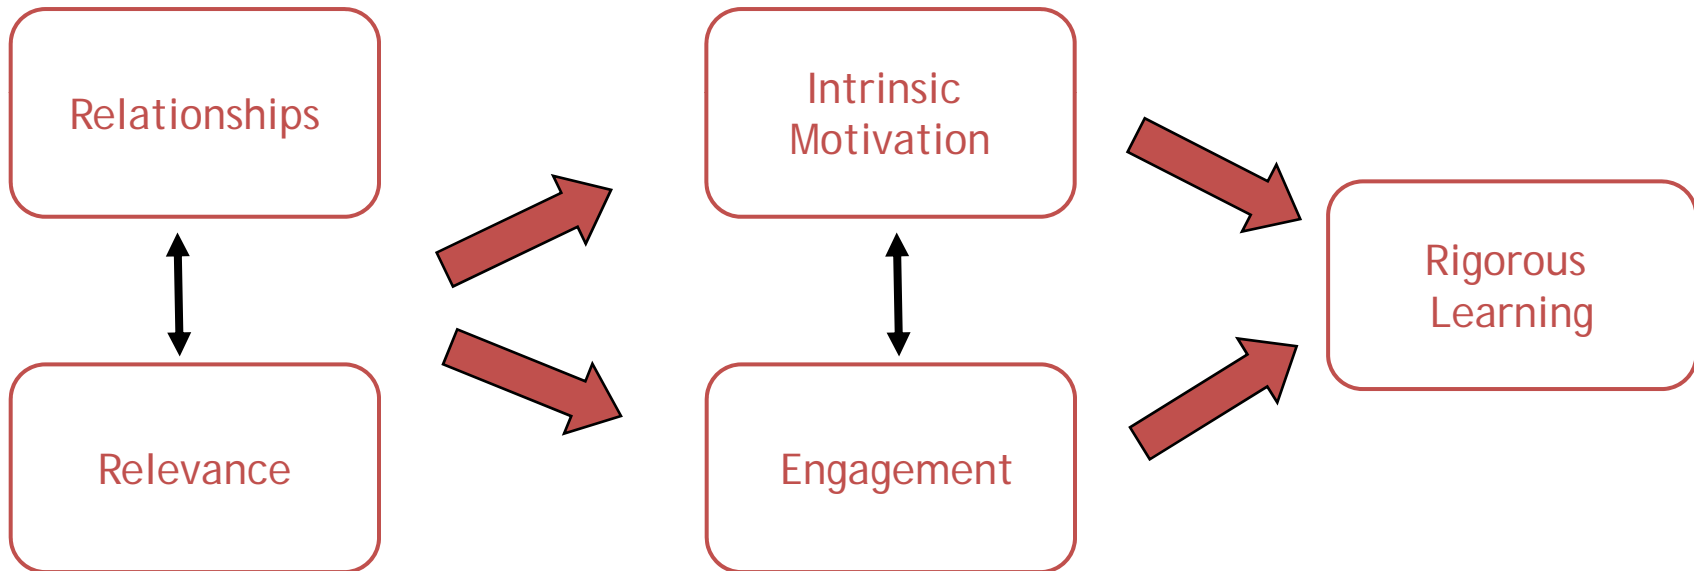 Relationships
Intrinsic
Motivation
Rigorous
Learning
Relevance
Engagement